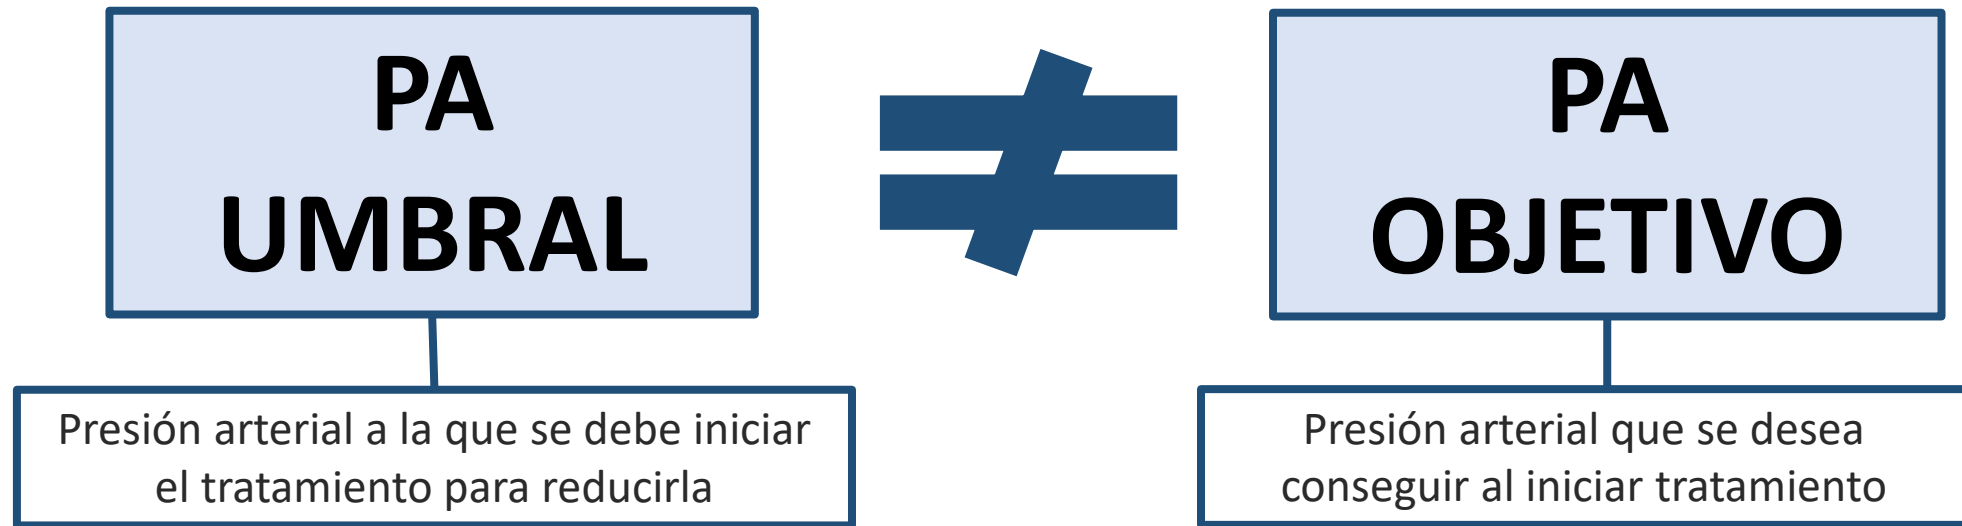 PA
UMBRAL
PA
OBJETIVO
Presión arterial a la que se debe iniciar
el tratamiento para reducirla
Presión arterial que se desea
conseguir al iniciar tratamiento